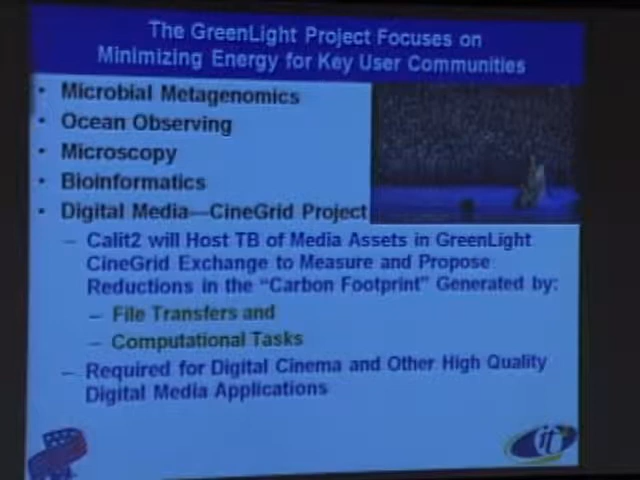 The GreenLight Project Focuses on
Minimizing Energy for Key User Communities
• Microbial Metagenomics
• Ocean Observing
• Microscopy
• Bioinformatics
• Digital Media—CineGrid Project
– Calit2 will Host TB of Media Assets in GreenLight
CineGrid Exchange to Measure and Propose
Reductions in the "Carbon Footprint" Generated by:
– File Transfers and
– Computational Tasks
– Required for Digital Cinema and Other High Quality
Digital Media Applications
it